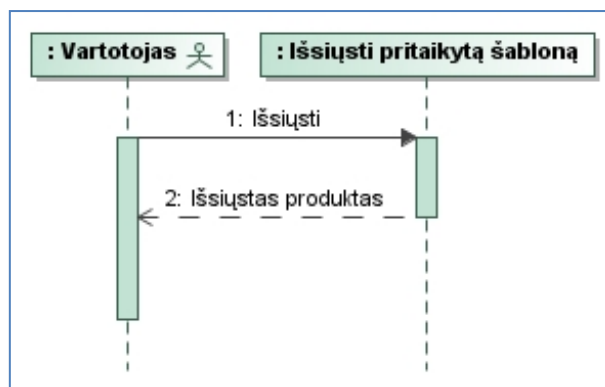 : Vartotojas
: Išsiųsti pritaikytą šabloną
1: Išsiųsti
2: Išsiųstas produktas